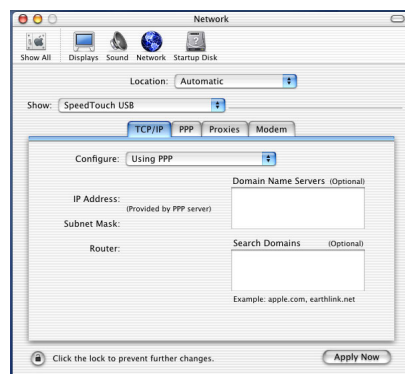 Network
Show All Displays Sound Network Startup Disk
Location: Automatic
Show: SpeedTouch USB
TCP/IP PPP Proxies Modem
Configure: Using PPP
Domain Name Servers (Optional)
IP Address:
(Provided by PPP server)
Subnet Mask:
Router:
Search Domains (Optional)
Example: apple.com, earthlink.net
Click the lock to prevent further changes.
Apply Now